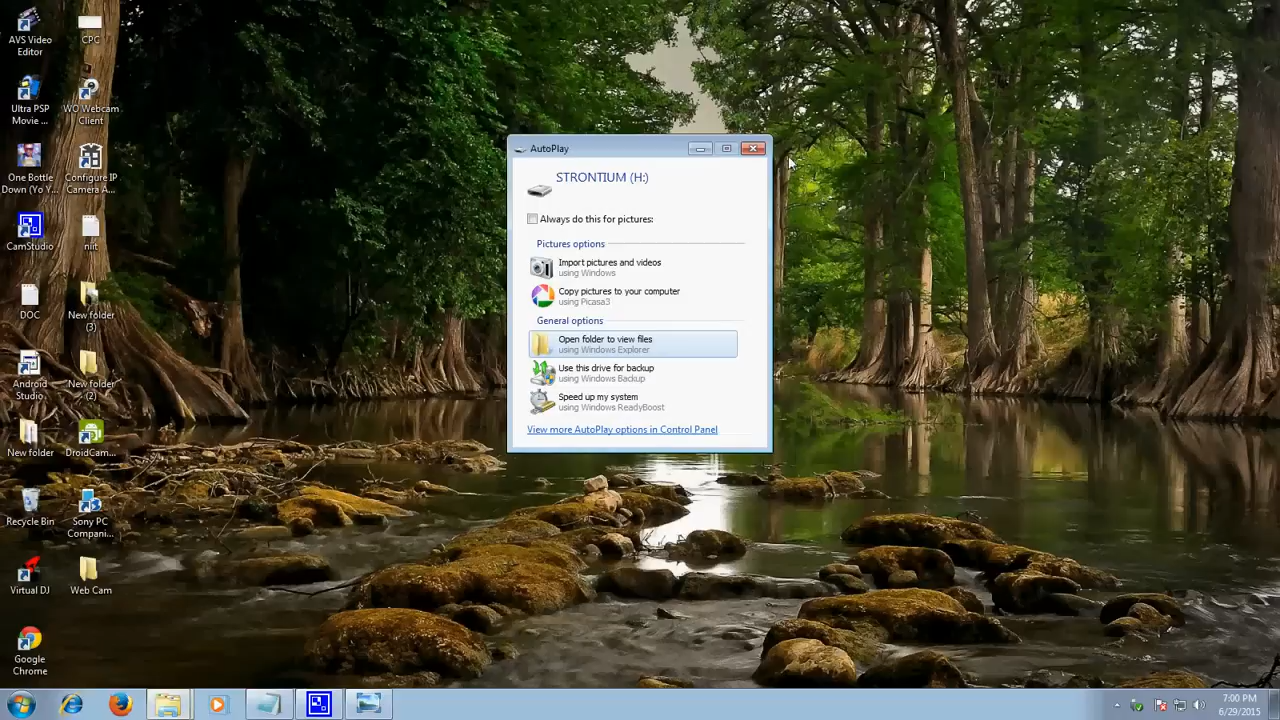 AVS Video
Editor
CPC
Ultra PSP
Movie ...
WO Webcam
Client
One Bottle
Down (Yo Y...
Configure IP
Camera A...
CamStudio
niit
DOC
New folder
(3)
Android
Studio
New folder
(2)
New folder
DroidCam...
Recycle Bin
Sony PC
Compani...
Virtual DJ
Web Cam
Google
Chrome
AutoPlay
STRONTIUM (H:)
Always do this for pictures:
Pictures options
Import pictures and videos
using Windows
Copy pictures to your computer
using Picasa3
General options
Open folder to view files
using Windows Explorer
Use this drive for backup
using Windows Backup
Speed up my system
using Windows ReadyBoost
View more AutoPlay options in Control Panel
7:00 PM
6/29/2015